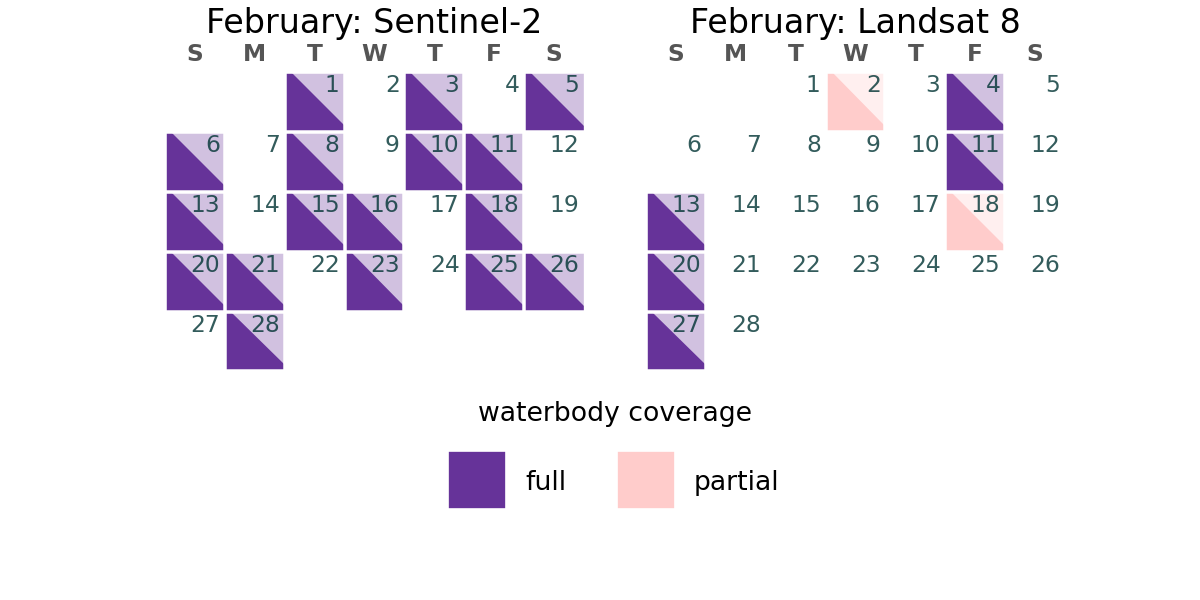 February: Sentinel-2
S M T W T F S
1 2 3 4 5
6 7 8 9 10 11 12
13 14 15 16 17 18 19
20 21 22 23 24 25 26
27 28
February: Landsat 8
S M T W T F S
1 2 3 4 5
6 7 8 9 10 11 12
13 14 15 16 17 18 19
20 21 22 23 24 25 26
27 28
waterbody coverage
full partial